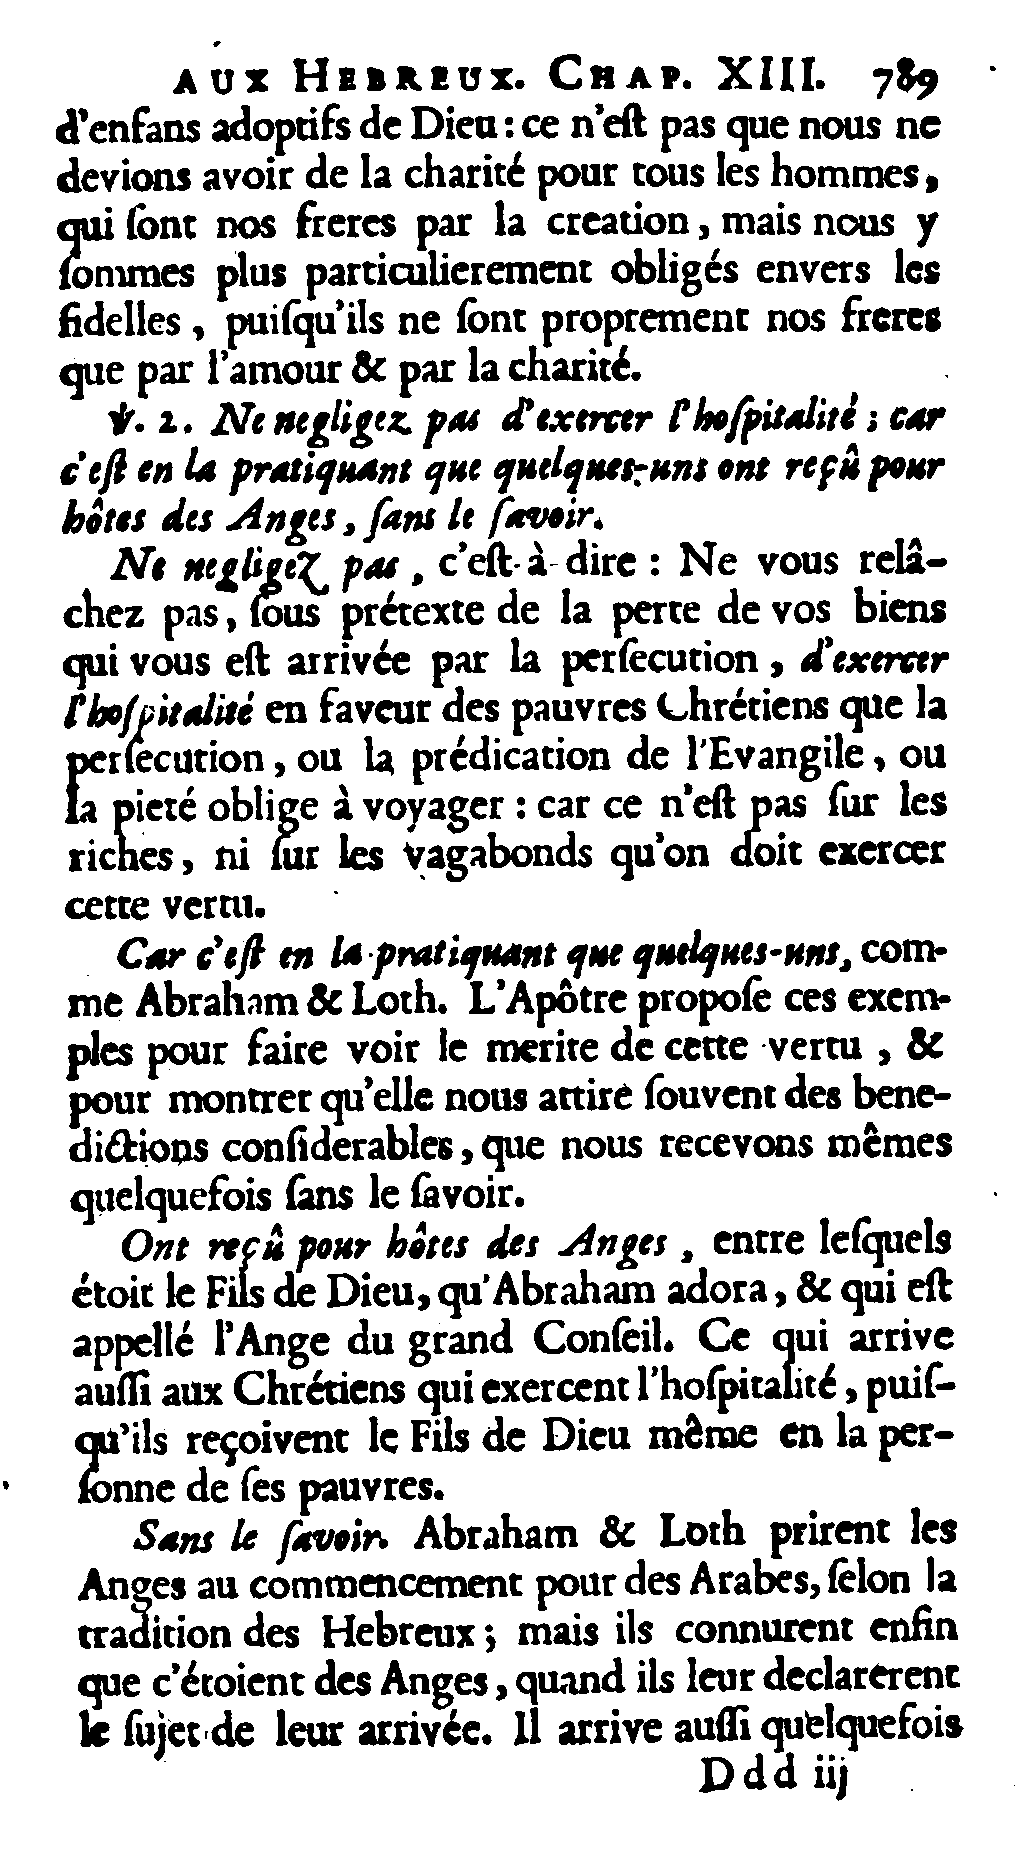 AUX HEBREUX. CHAP. XIII. 789
d'enfans adoptifs de Dieu : ce n'eſt pas que nous ne
devions avoir de la charité pour tous les hommes,
qui ſont nos freres par la creation, mais nous y
ſommes plus particulierement obligés envers les
fidelles, puiſqu'ils ne ſont proprement nos freres
que par l'amour & par la charité.
℣. 2. Ne negligez pas d'exercer l'hoſpitalité ; car
c'eſt en la pratiquant que quelques-uns ont reçû pour
hôtes des Anges, ſans le ſavoir.
Ne negligez pas, c'eſt-à-dire : Ne vous relâ-
chez pas, ſous prétexte de la perte de vos biens
qui vous eſt arrivée par la perſecution, d'exercer
l'hoſpitalité en faveur des pauvres Chrétiens que la
perſecution, ou la prédication de l'Evangile, ou
la pieté oblige à voyager : car ce n'eſt pas ſur les
riches, ni ſur les vagabonds qu'on doit exercer
cette vertu.
Car c'eſt en la pratiquant que quelques-uns, com-
me Abraham & Loth. L'Apôtre propoſe ces exem-
ples pour faire voir le merite de cette vertu, &
pour montrer qu'elle nous attire ſouvent des bene-
dictions conſiderables, que nous recevons mêmes
quelquefois ſans le ſavoir.
Ont reçû pour hôtes des Anges, entre leſquels
étoit le Fils de Dieu, qu'Abraham adora, & qui eſt
appellé l'Ange du grand Conſeil. Ce qui arrive
auſſi aux Chrétiens qui exercent l'hoſpitalité, puiſ-
qu'ils reçoivent le Fils de Dieu même en la per-
ſonne de ſes pauvres.
Sans le ſavoir. Abraham & Loth prirent les
Anges au commencement pour des Arabes, ſelon la
tradition des Hebreux ; mais ils connurent enfin
que c'étoient des Anges, quand ils leur declarerent
le ſujet de leur arrivée. Il arrive auſſi quelquefois
Ddd iij